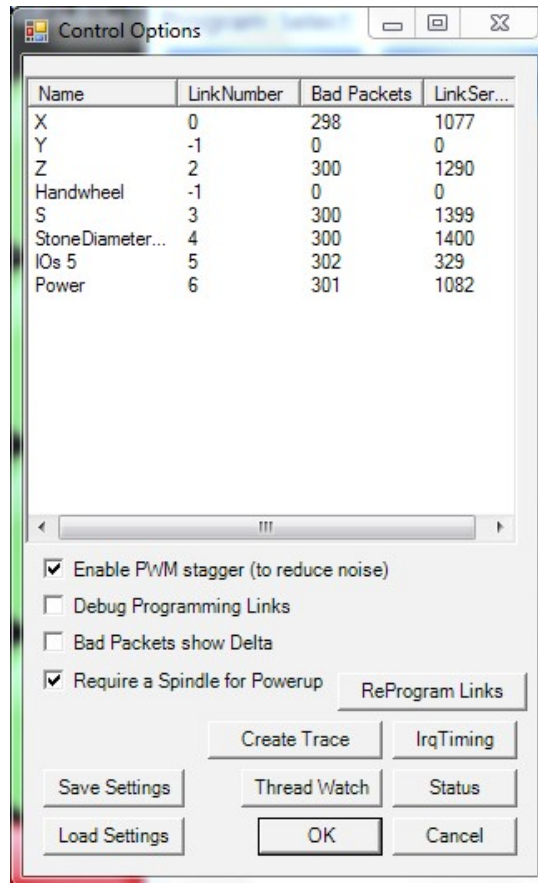 Control Options
Name LinkNumber Bad Packets LinkSer...
X 0 298 1077
Y -1 0 0
Z 2 300 1290
Handwheel -1 0 0
S 3 300 1399
StoneDiameter... 4 300 1400
IOs 5 5 302 329
Power 6 301 1082
Enable PWM stagger (to reduce noise)
Debug Programming Links
Bad Packets show Delta
Require a Spindle for Powerup
ReProgram Links
Create Trace IrqTiming
Save Settings Thread Watch Status
Load Settings OK Cancel